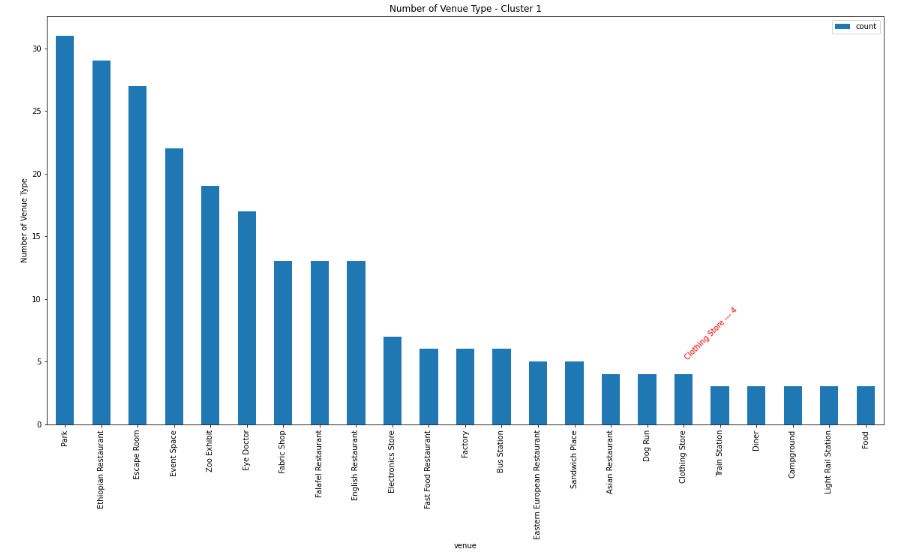 Number of Venue Type - Cluster 1
count
30
25
20
15
10
5
0
Number of Venue Type
Clothing Store --- 4
Park
Ethiopian Restaurant
Escape Room
Event Space
Zoo Exhibit
Eye Doctor
Fabric Shop
Falafel Restaurant
English Restaurant
Electronics Store
Fast Food Restaurant
Factory
Bus Station
Eastern European Restaurant
Sandwich Place
Asian Restaurant
Dog Run
Clothing Store
Train Station
Diner
Campground
Light Rail Station
Food
venue